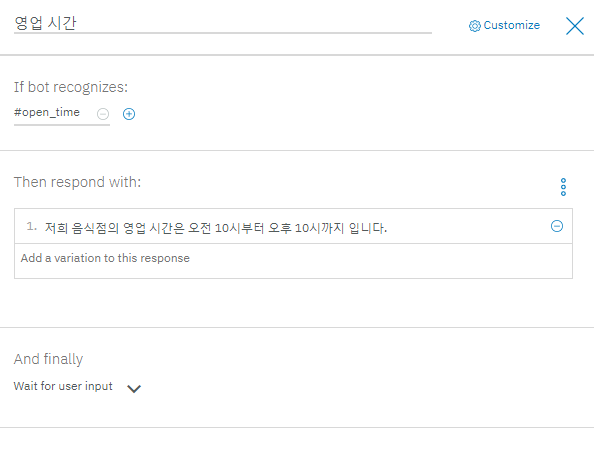 영업 시간
Customize
If bot recognizes:
#open_time
Then respond with:
1. 저희 음식점의 영업 시간은 오전 10시부터 오후 10시까지 입니다.
Add a variation to this response
And finally
Wait for user input